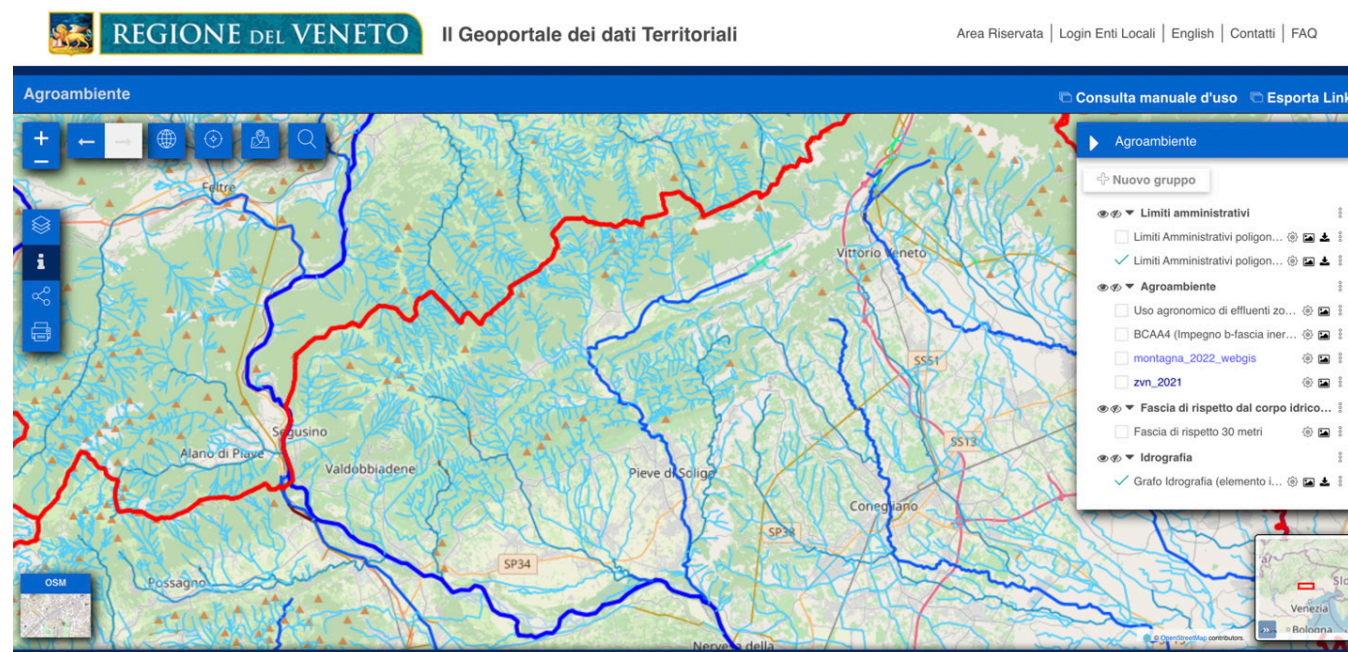 REGIONE DEL VENETO
Il Geoportale dei dati Territoriali
Area Riservata | Login Enti Locali | English | Contatti | FAQ
Agroambiente
Consulta manuale d'uso Esporta Link
Agroambiente
Nuovo gruppo
Limiti amministrativi
Limiti Amministrativi poligon...
Limiti Amministrativi poligon...
Agroambiente
Uso agronomico di effluenti zo...
BCAA4 (Impegno b-fascia iner...
montagna_2022_webgis
zvn_2021
Fascia di rispetto dal corpo idrico...
Fascia di rispetto 30 metri
Idrografia
Grafo Idrografia (elemento i...
Feltre
Vittorio Veneto
SS51
Segusino
SS13
Alano di Piave
Valdobbiadene
Pieve di Soligo
Conegliano
SP38
SP34
OSM
Possagno
Nervesa della
Slo
Venezia
Bologna
© OpenStreetMap contributors.